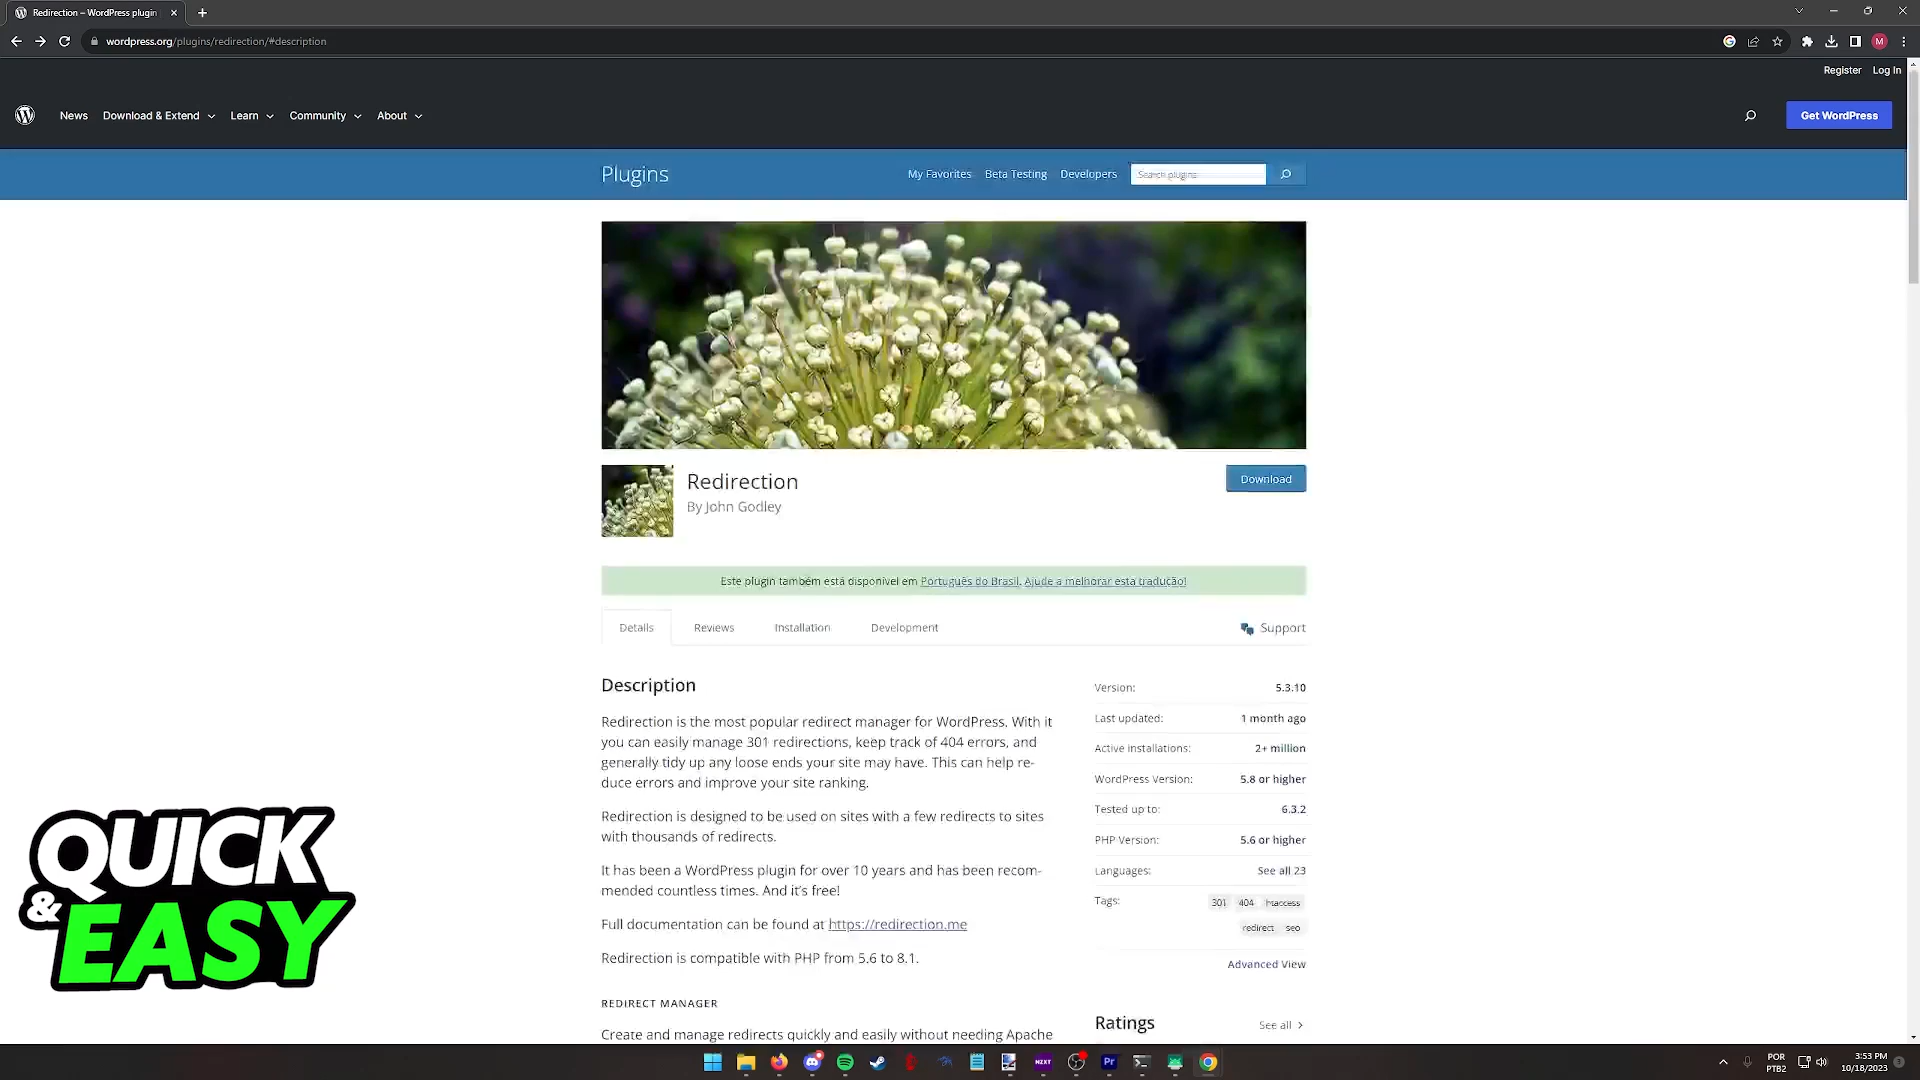 Redirection – WordPress plugin
wordpress.org/plugins/redirection/#description
M
Register Log In
News Download & Extend Learn Community About
Get WordPress
Plugins My Favorites Beta Testing Developers Search plugins
Redirection Download
By John Godley
Este plugin também está disponível em Português do Brasil. Ajude a melhorar esta tradução!
Details Reviews Installation Development Support
Description
Redirection is the most popular redirect manager for WordPress. With it
you can easily manage 301 redirections, keep track of 404 errors, and
generally tidy up any loose ends your site may have. This can help re-
duce errors and improve your site ranking.
Redirection is designed to be used on sites with a few redirects to sites
with thousands of redirects.
It has been a WordPress plugin for over 10 years and has been recom-
mended countless times. And it's free!
Full documentation can be found at https://redirection.me
Redirection is compatible with PHP from 5.6 to 8.1.
REDIRECT MANAGER
Create and manage redirects quickly and easily without needing Apache
Version: 5.3.10
Last updated: 1 month ago
Active installations: 2+ million
WordPress Version: 5.8 or higher
Tested up to: 6.3.2
PHP Version: 5.6 or higher
Languages: See all 23
Tags: 301 404 htaccess
redirect seo
Advanced View
Ratings See all
QUICK
& EASY
NZXT
Pr
POR
PTB2
3:53 PM
10/18/2023